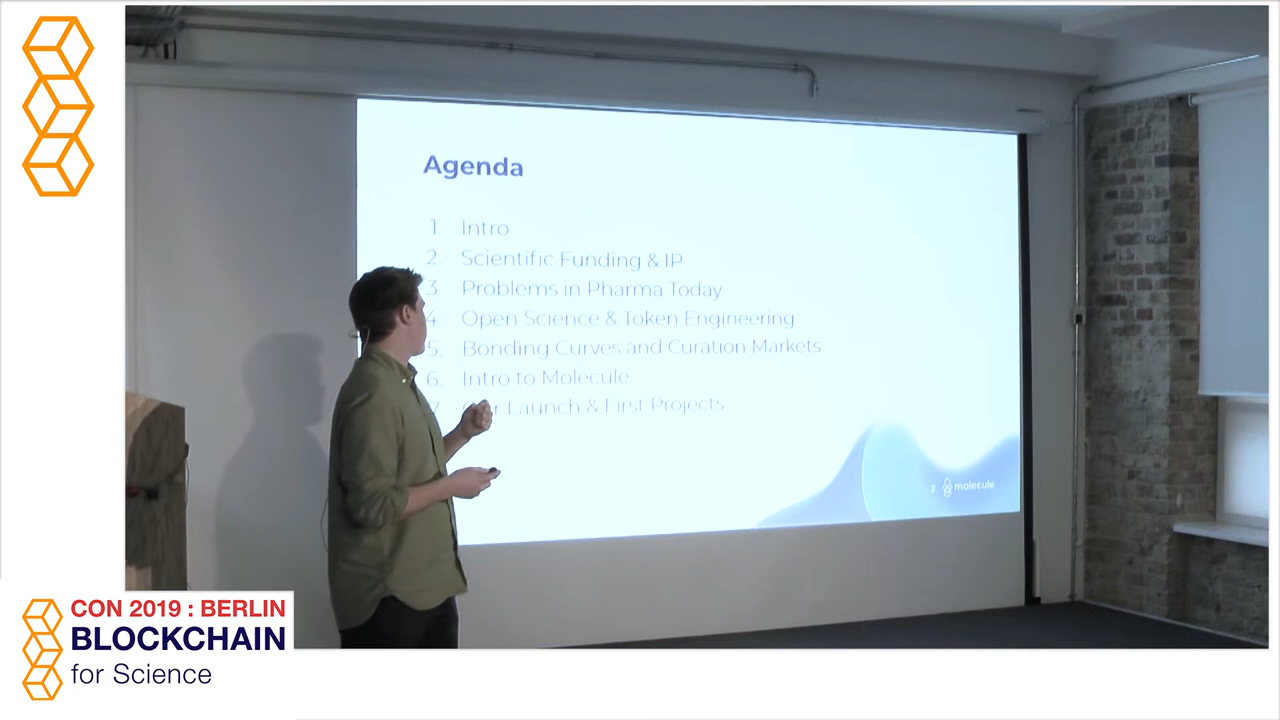 Agenda
1. Intro
2. Scientific Funding & IP
3. Problems in Pharma Today
4. Open Science & Token Engineering
5. Bonding Curves and Curation Markets
6. Intro to Molecule
7 Launch & First Projects
2 molecule
CON 2019 : BERLIN
BLOCKCHAIN
for Science